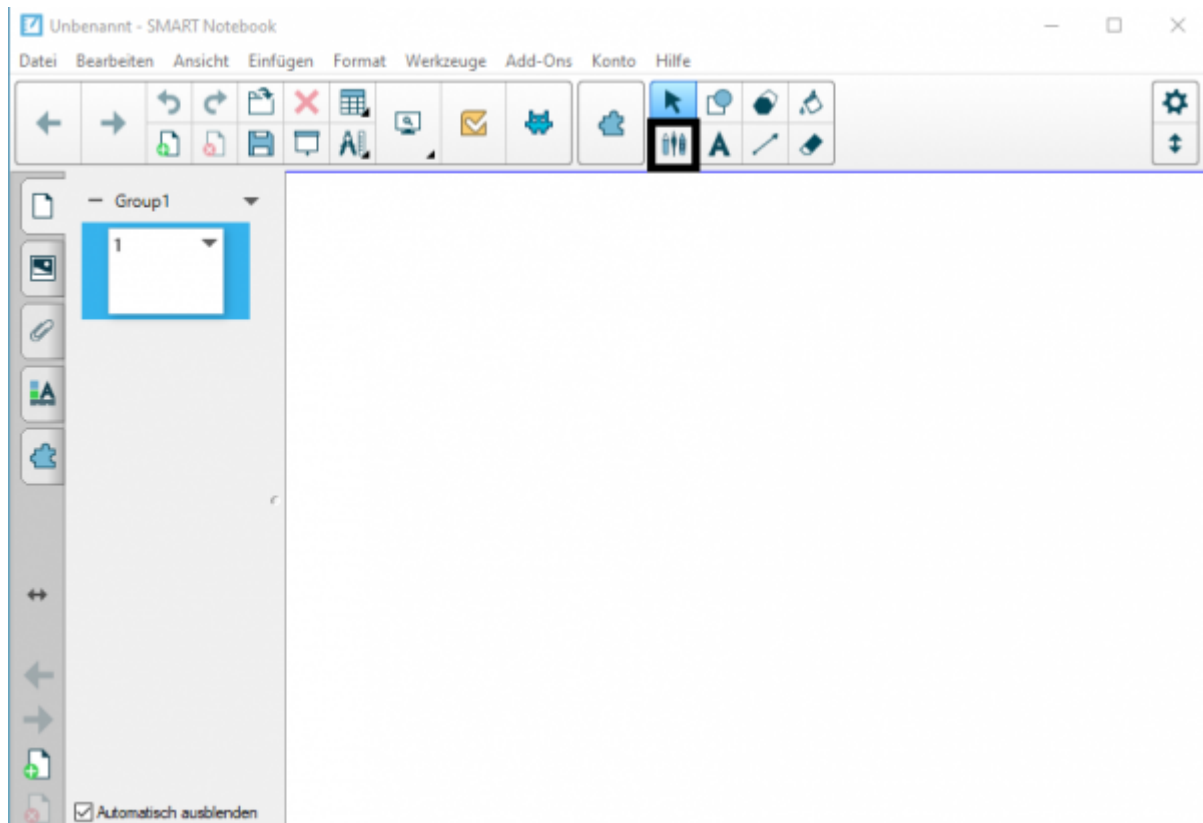 Unbenannt - SMART Notebook
Datei Bearbeiten Ansicht Einfügen Format Werkzeuge Add-Ons Konto Hilfe
Group1
1
Automatisch ausblenden